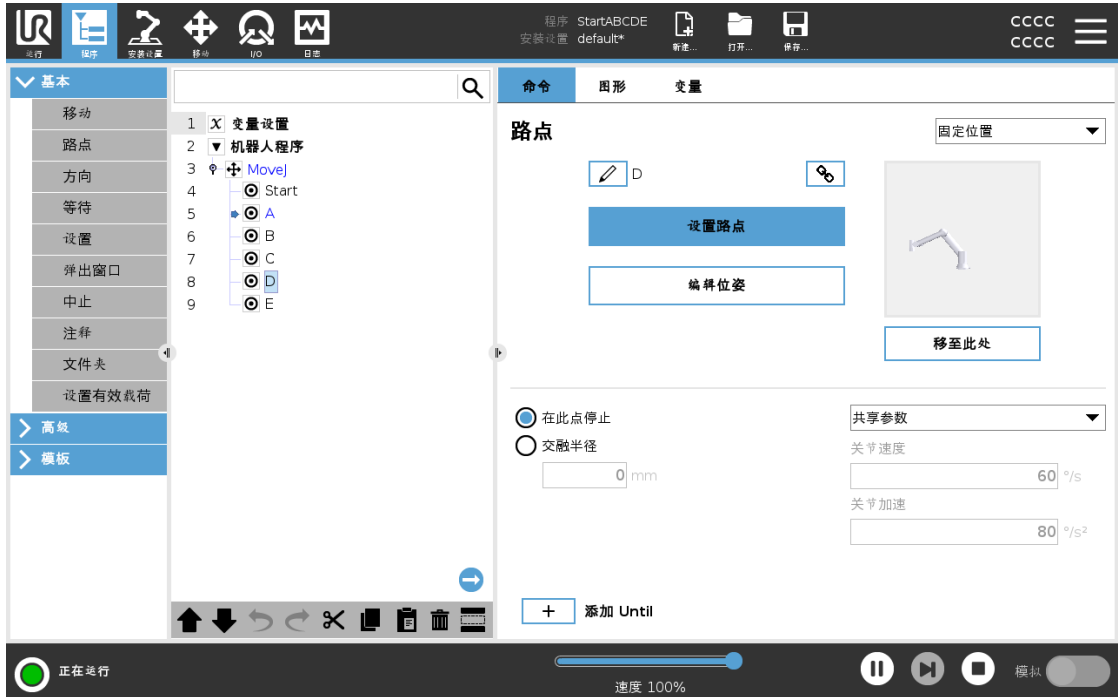 UR
运行
程序
安装设置
移动
I/O
日志
程序 StartABCDE
安装设置 default*
新建...
打开...
保存...
CCCC
CCCC
基本
移动
路点
方向
等待
设置
弹出窗口
中止
注释
文件夹
设置有效载荷
高级
模板
1 X 变量设置
2 ▼ 机器人程序
3 MoveJ
4 Start
5 A
6 B
7 C
8 D
9 E
命令 图形 变量
路点
固定位置
D
设置路点
编辑位姿
移至此处
在此点停止
交融半径
0 mm
共享参数
关节速度
60 °/s
关节加速
80 °/s²
+ 添加 Until
正在运行
速度 100%
模拟